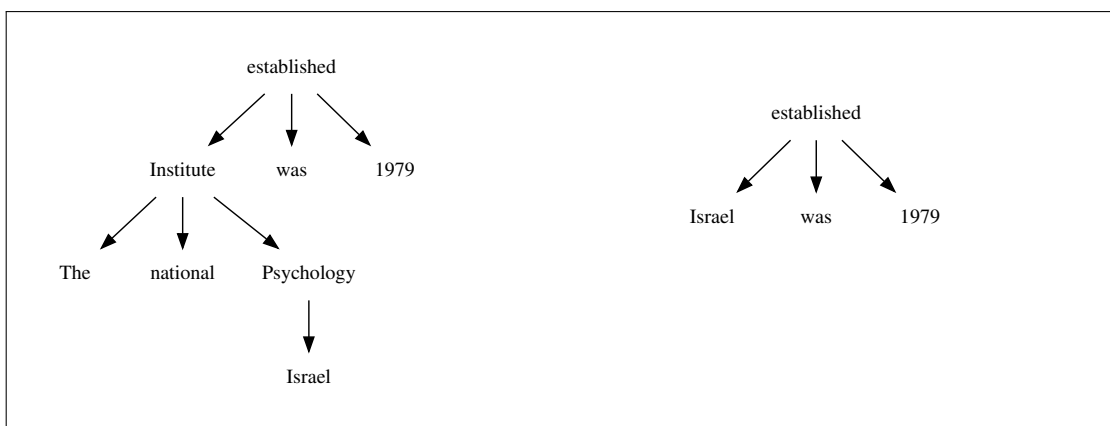 established
Institute was 1979
The national Psychology
Israel
established
Israel was 1979